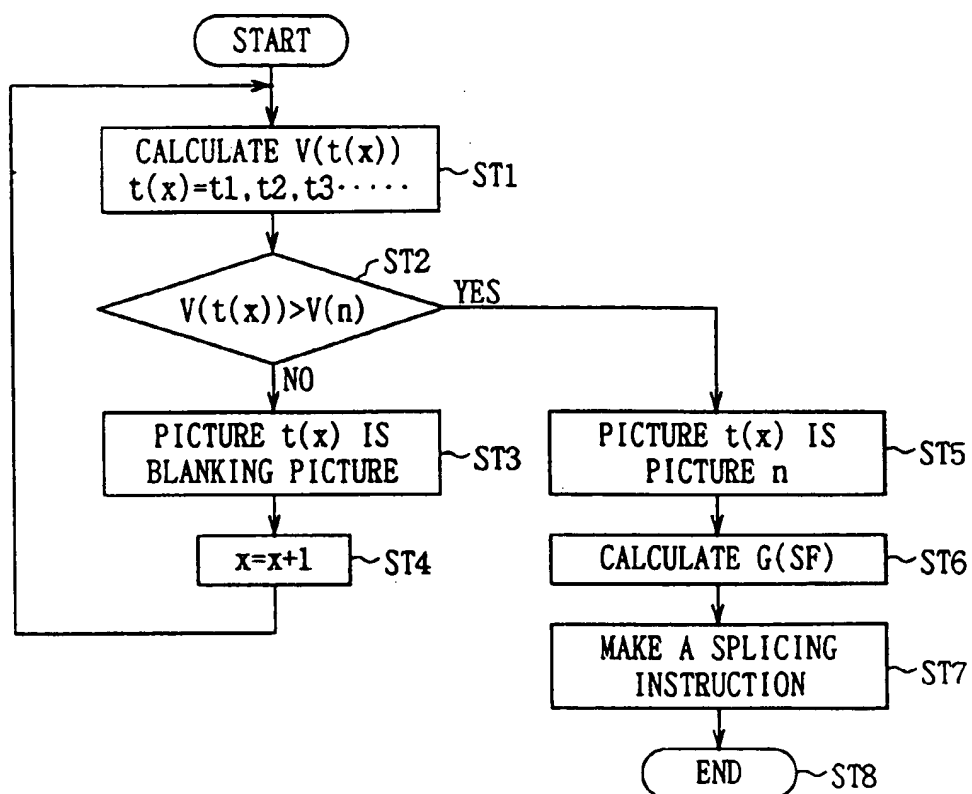 START
CALCULATE V(t(x))
t(x)=t1,t2,t3·····
ST1
ST2
V(t(x))>V(n)
YES
NO
PICTURE t(x) IS
BLANKING PICTURE
ST3
x=x+1
ST4
PICTURE t(x) IS
PICTURE n
ST5
CALCULATE G(SF)
ST6
MAKE A SPLICING
INSTRUCTION
ST7
END
ST8